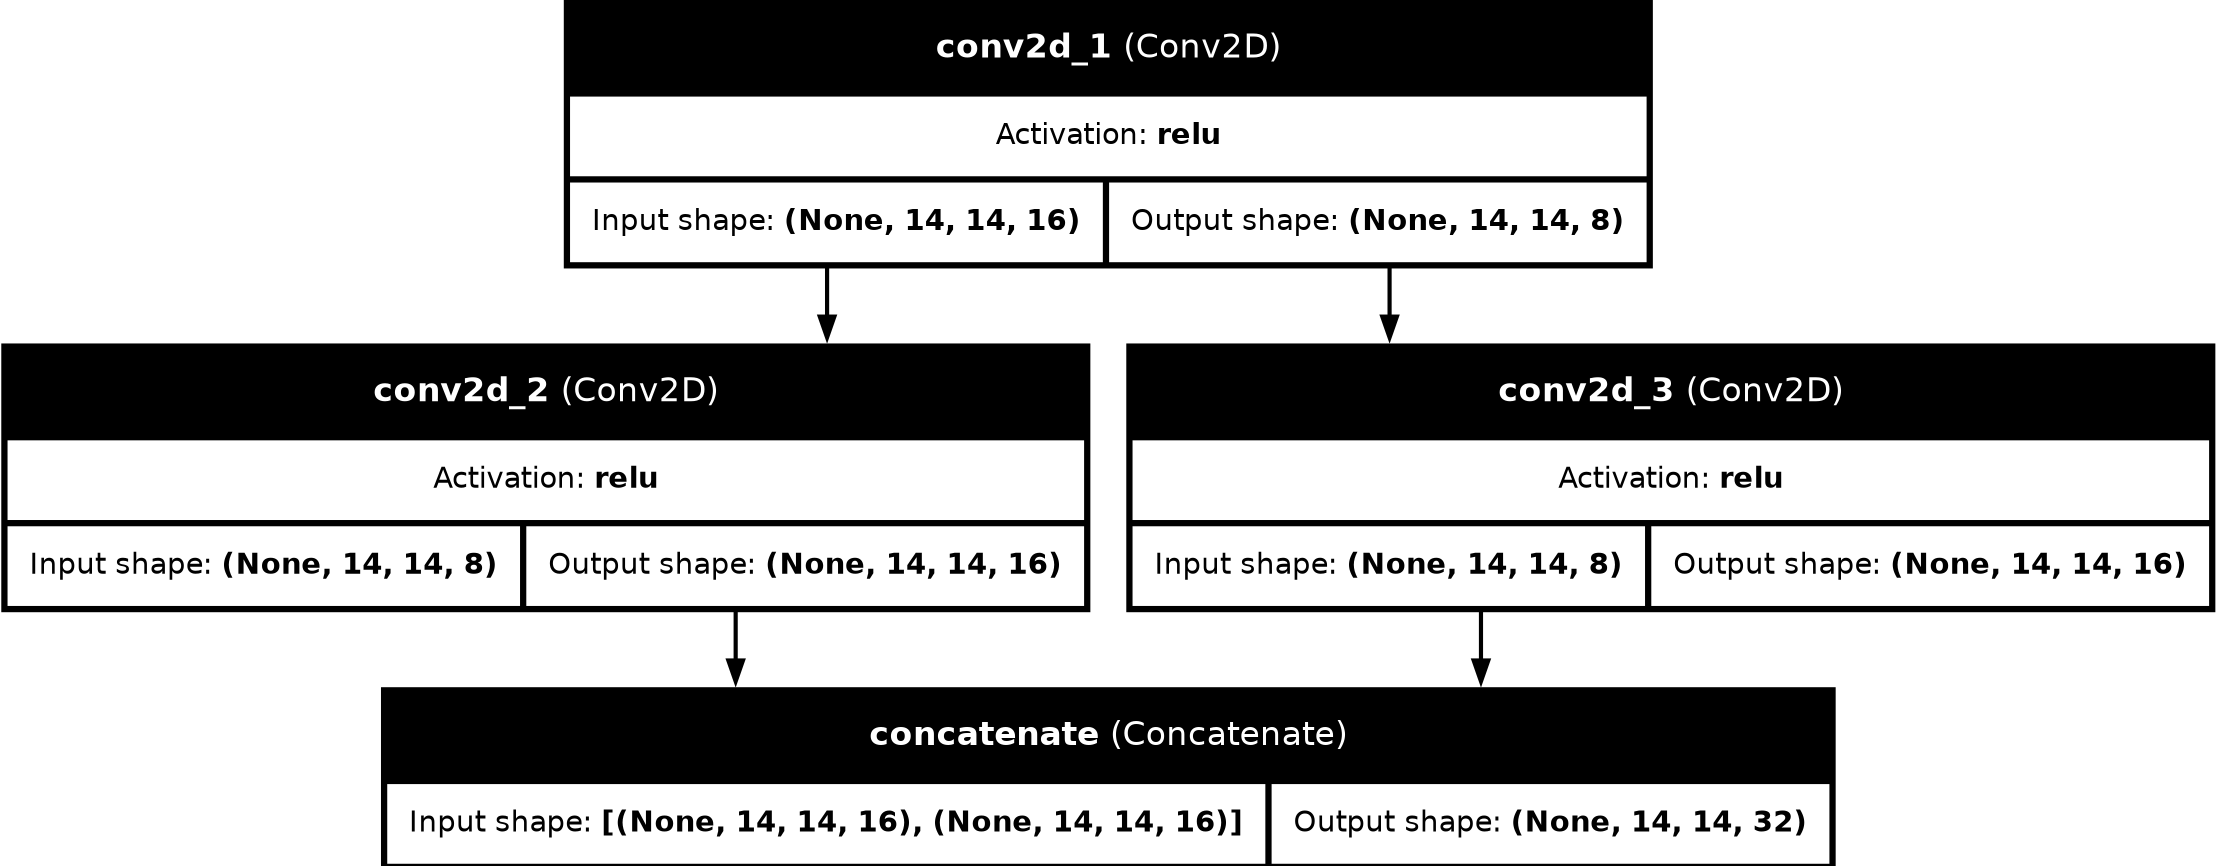 conv2d_1 (Conv2D)
Activation: relu
Input shape: (None, 14, 14, 16)
Output shape: (None, 14, 14, 8)
conv2d_2 (Conv2D)
Activation: relu
Input shape: (None, 14, 14, 8)
Output shape: (None, 14, 14, 16)
conv2d_3 (Conv2D)
Activation: relu
Input shape: (None, 14, 14, 8)
Output shape: (None, 14, 14, 16)
concatenate (Concatenate)
Input shape: [(None, 14, 14, 16), (None, 14, 14, 16)]
Output shape: (None, 14, 14, 32)